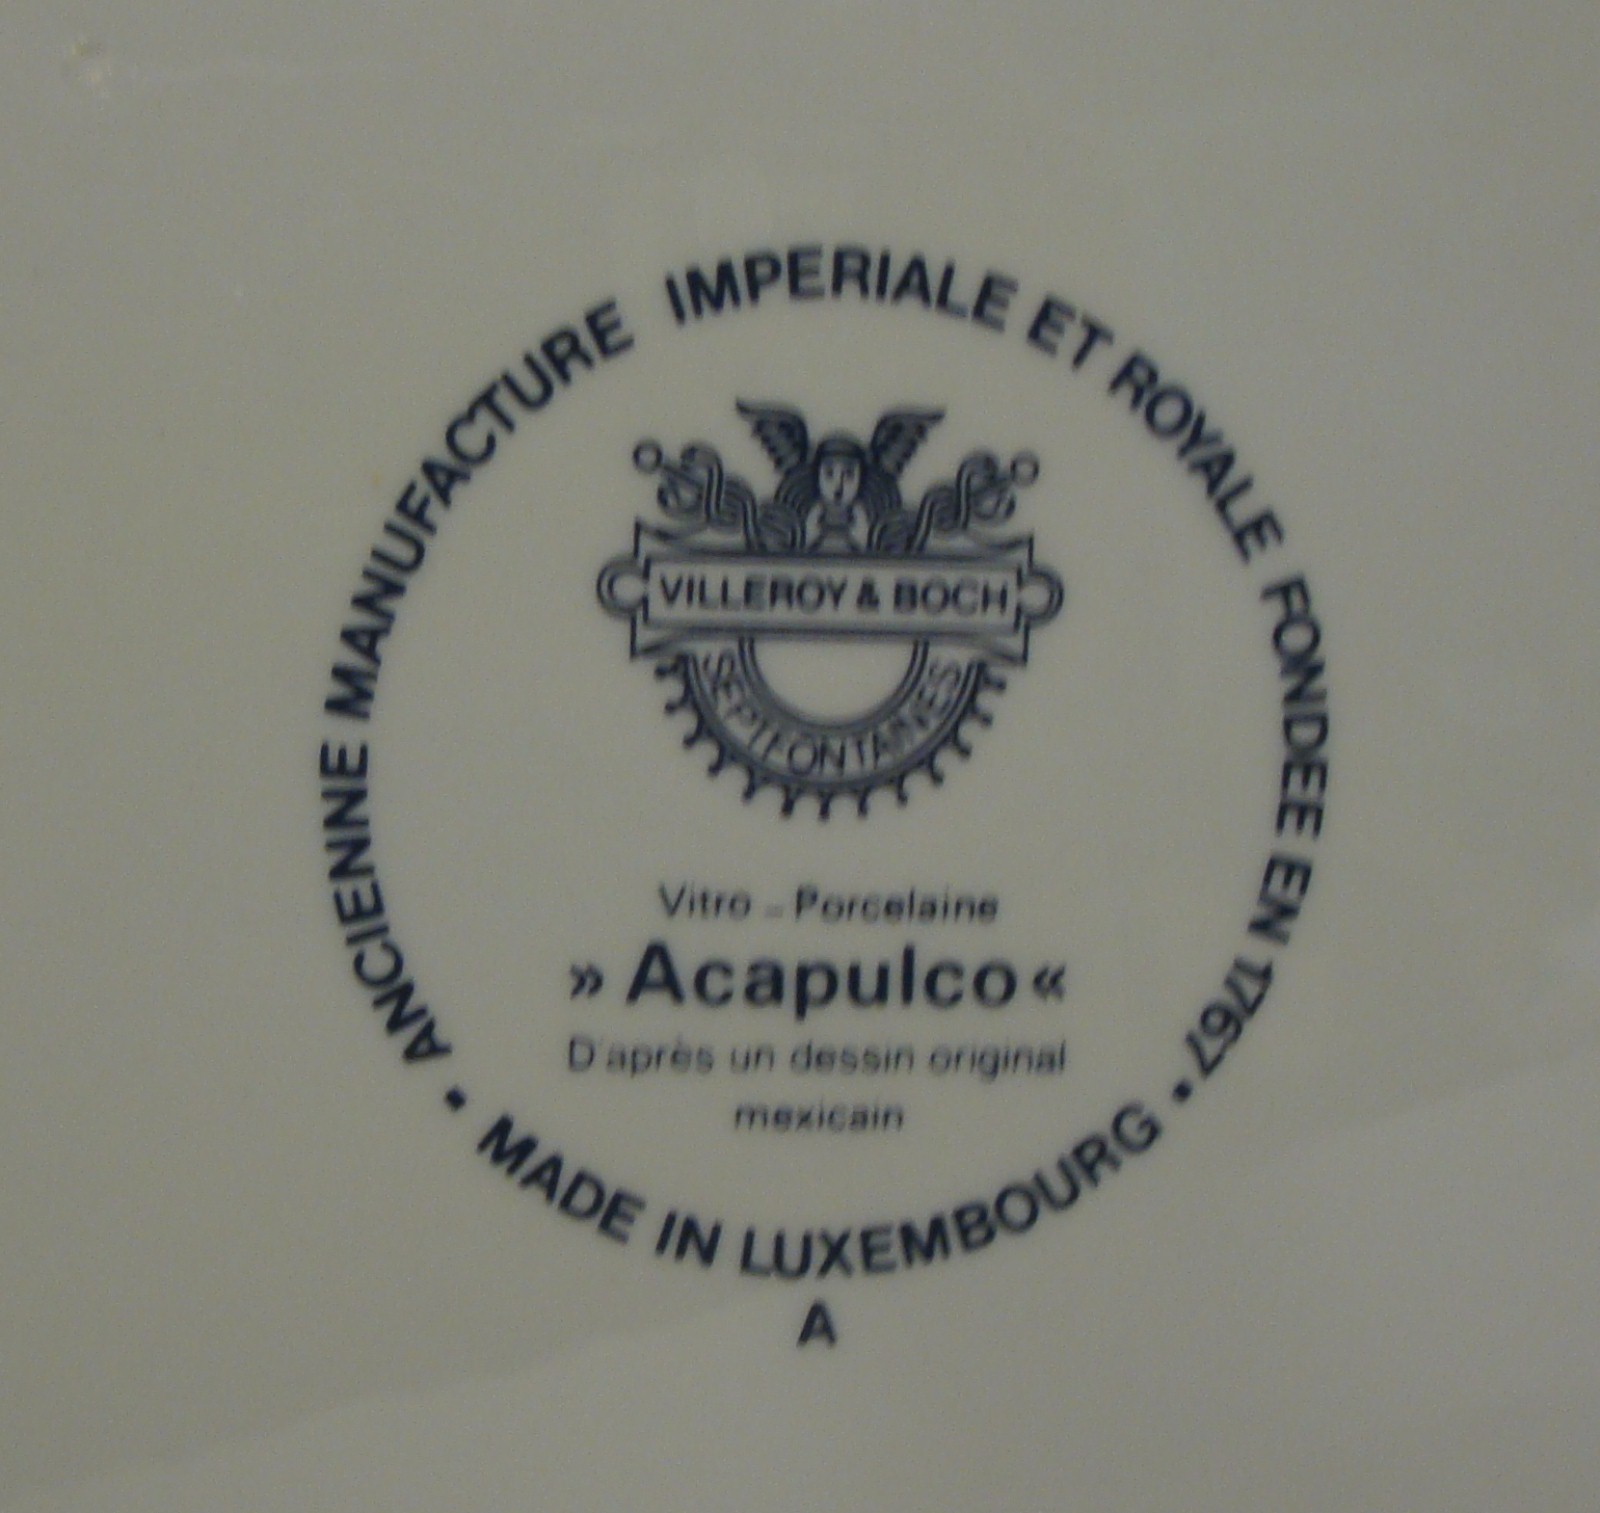 ANCIENNE MANUFACTURE IMPERIALE ET ROYALE FONDEE EN 1767
VILLEROY & BOCH
SEPTFONTAINES
Vitro - Porcelaine
» Acapulco «
D'après un dessin original
mexicain
• MADE IN LUXEMBOURG •
A